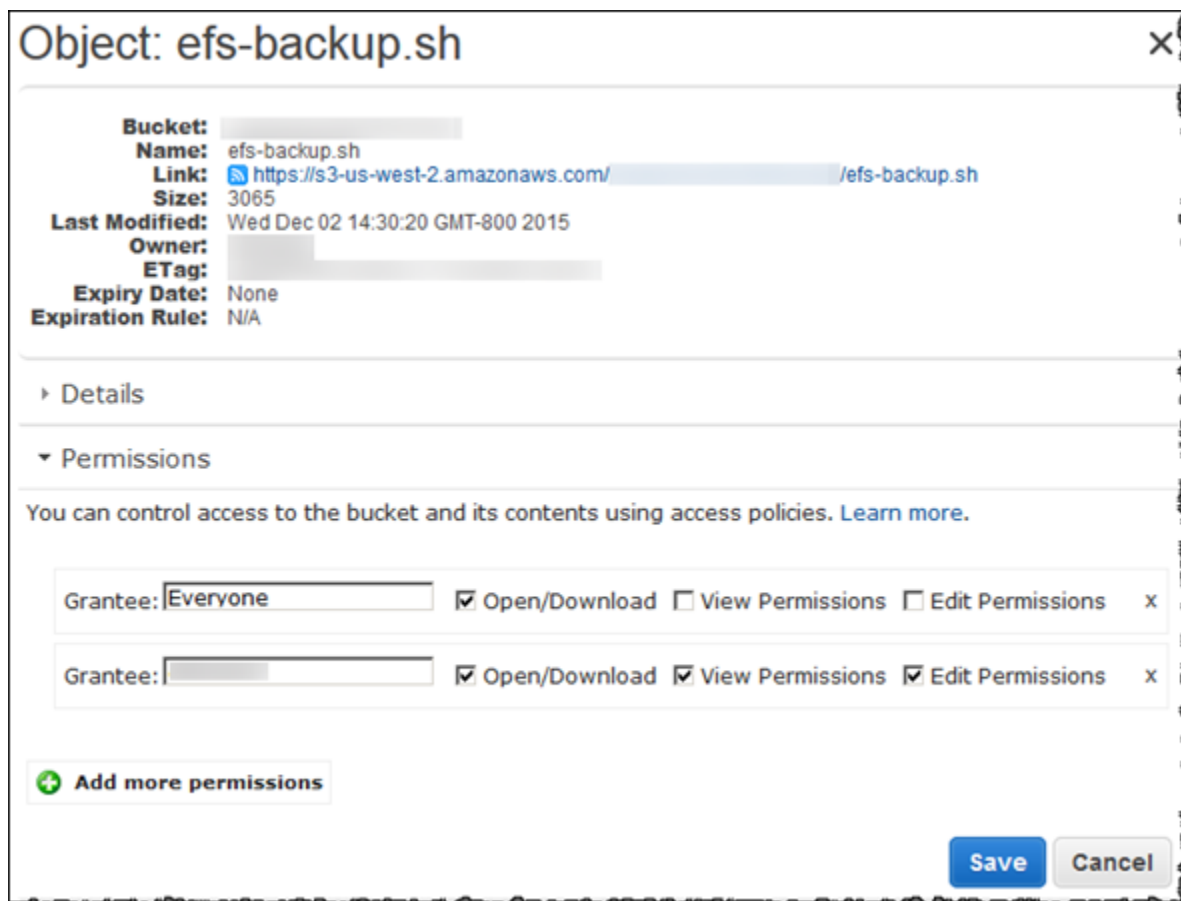 Object: efs-backup.sh
Bucket:
Name: efs-backup.sh
Link: https://s3-us-west-2.amazonaws.com/ /efs-backup.sh
Size: 3065
Last Modified: Wed Dec 02 14:30:20 GMT-800 2015
Owner:
ETag:
Expiry Date: None
Expiration Rule: N/A
Details
Permissions
You can control access to the bucket and its contents using access policies. Learn more.
Grantee: Everyone Open/Download View Permissions Edit Permissions x
Grantee: Open/Download View Permissions Edit Permissions x
Add more permissions
Save Cancel